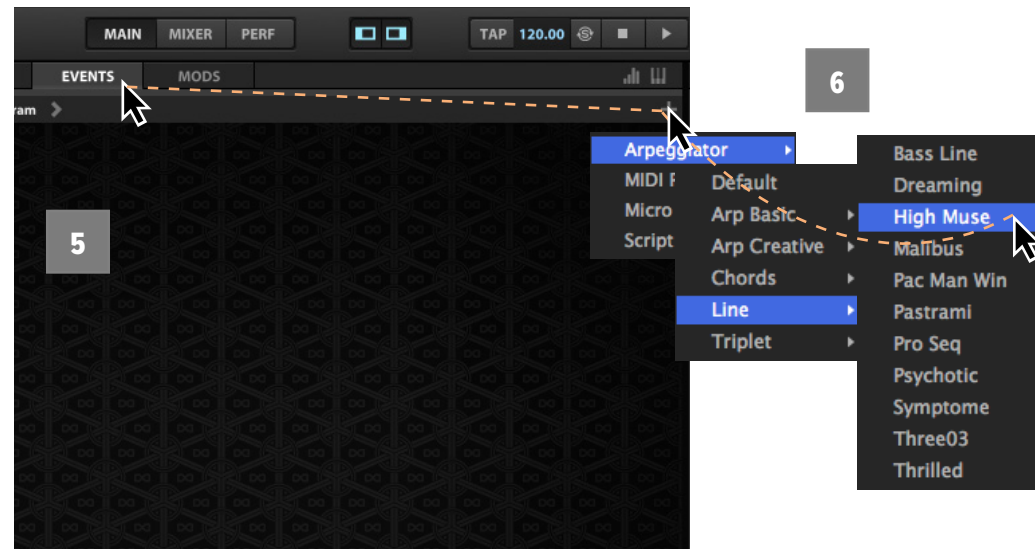 MAIN MIXER PERF TAP 120.00 S
EVENTS MODS
ram
5
6
Arpeggiator
MIDI
Micro
Script
Default
Arp Basic
Arp Creative
Chords
Line
Triplet
Bass Line
Dreaming
High Muse
Malibus
Pac Man Win
Pastrami
Pro Seq
Psychotic
Symptome
Three03
Thrilled